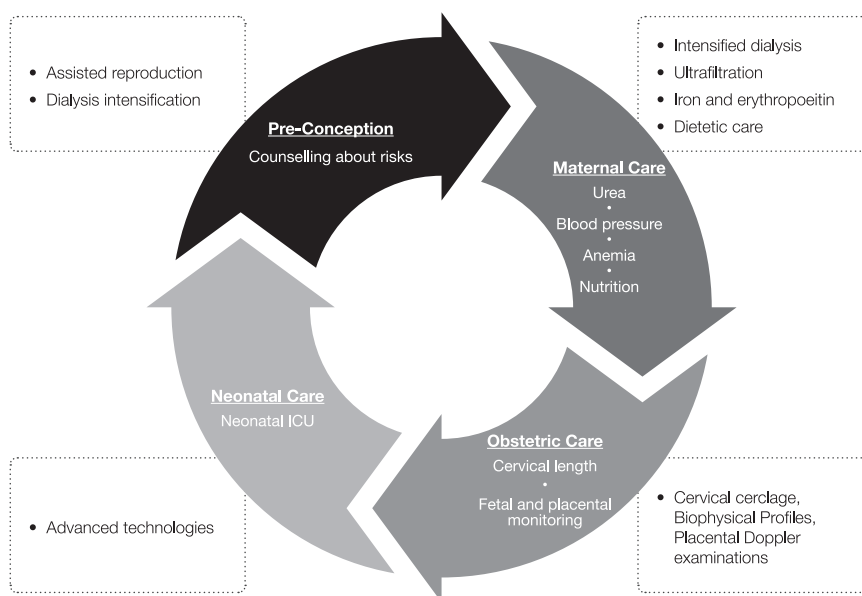 • Assisted reproduction
• Dialysis intensification
Pre-Conception
Counselling about risks
• Intensified dialysis
• Ultrafiltration
• Iron and erythropoeitin
• Dietetic care
Maternal Care
Urea
•
Blood pressure
•
Anemia
•
Nutrition
Obstetric Care
Cervical length
•
Fetal and placental
monitoring
• Cervical cerclage,
Biophysical Profiles,
Placental Doppler
examinations
Neonatal Care
Neonatal ICU
• Advanced technologies